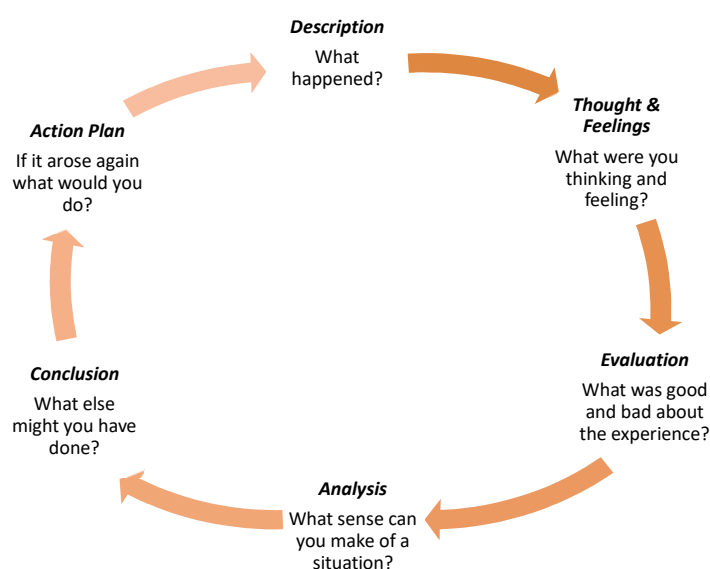 Description
What
happened?
Thought &
Feelings
What were you
thinking and
feeling?
Evaluation
What was good
and bad about
the experience?
Analysis
What sense can
you make of a
situation?
Conclusion
What else
might you have
done?
Action Plan
If it arose again
what would you
do?